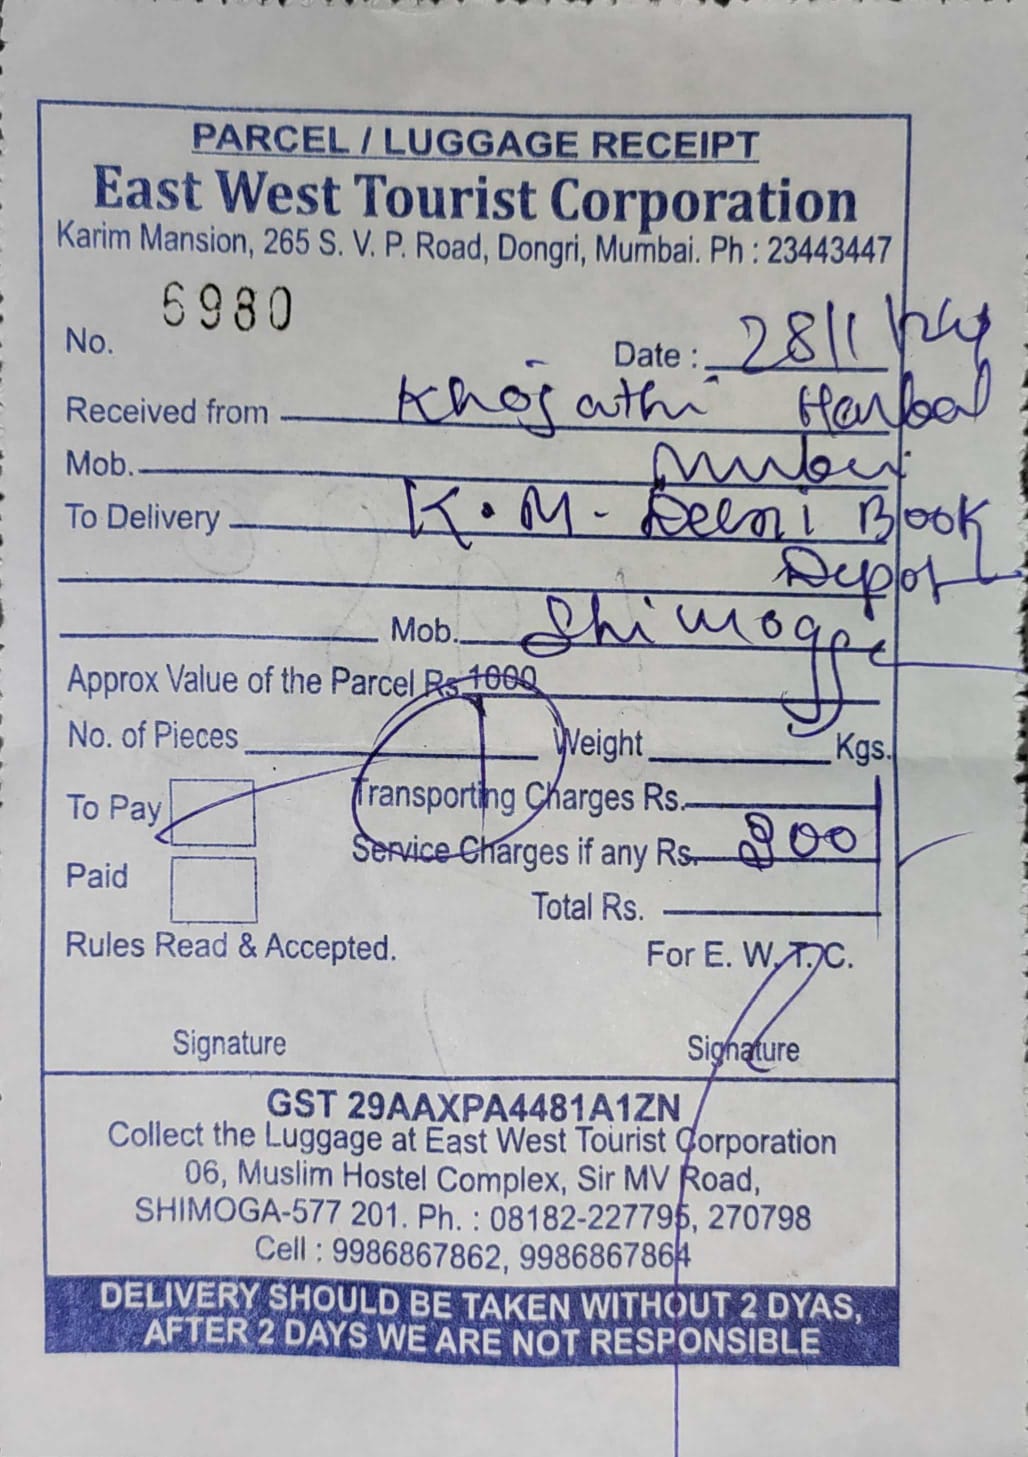 PARCEL / LUGGAGE RECEIPT
East West Tourist Corporation
Karim Mansion, 265 S. V. P. Road, Dongri, Mumbai. Ph : 23443447
No. 6980
Date : 28/1
Received from Khojathi Harbal
Mob. Mumbai
To Delivery K. M. Delhi Book
Depot
Mob. Shimogge
Approx Value of the Parcel Rs 1000
No. of Pieces 1 Weight Kgs.
To Pay Transporting Charges Rs.
Service Charges if any Rs. 300
Paid
Total Rs.
Rules Read & Accepted. For E. W. T. C.
Signature Signature
GST 29AAXPA4481A1ZN
Collect the Luggage at East West Tourist Corporation
06, Muslim Hostel Complex, Sir MV Road,
SHIMOGA-577 201. Ph. : 08182-227795, 270798
Cell : 9986867862, 9986867864
DELIVERY SHOULD BE TAKEN WITHOUT 2 DYAS,
AFTER 2 DAYS WE ARE NOT RESPONSIBLE